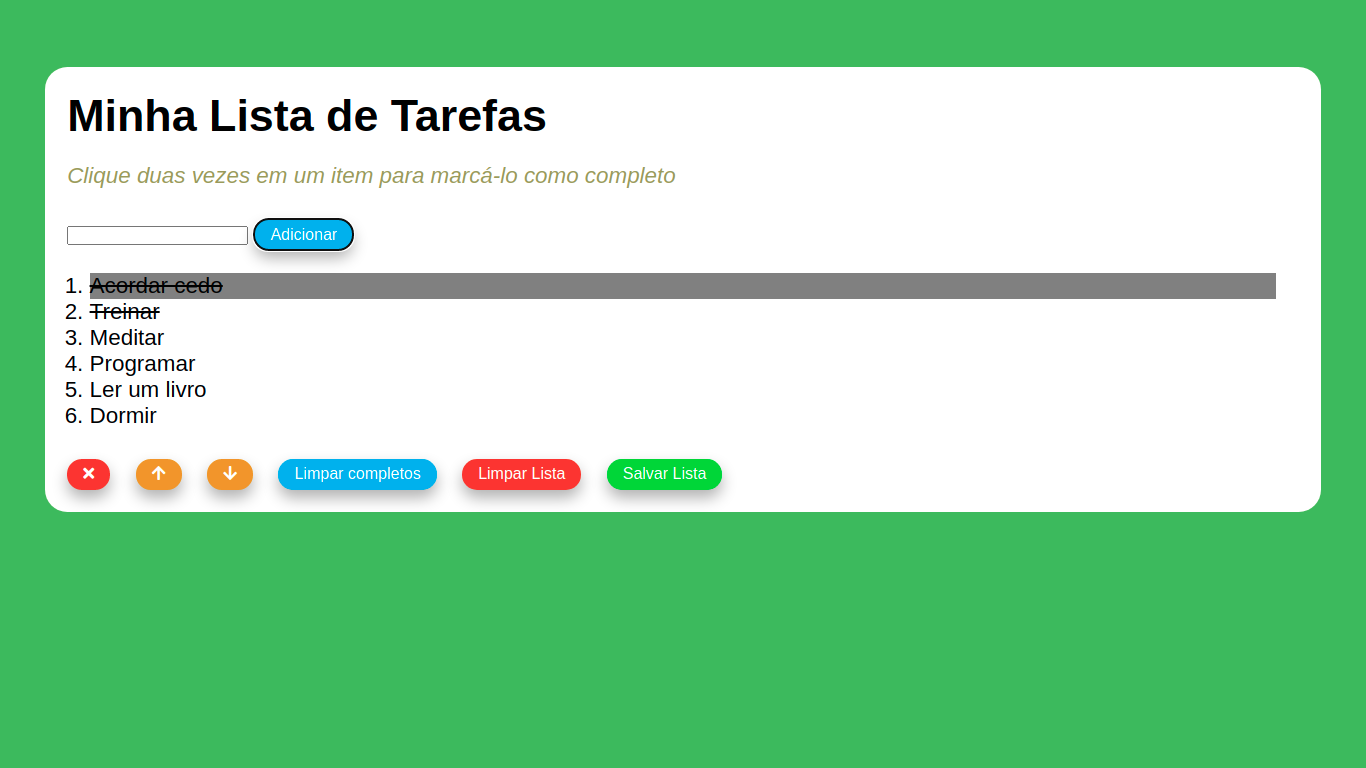 Minha Lista de Tarefas
Clique duas vezes em um item para marcá-lo como completo
Adicionar
1. Acordar cedo
2. Treinar
3. Meditar
4. Programar
5. Ler um livro
6. Dormir
Limpar completos Limpar Lista Salvar Lista